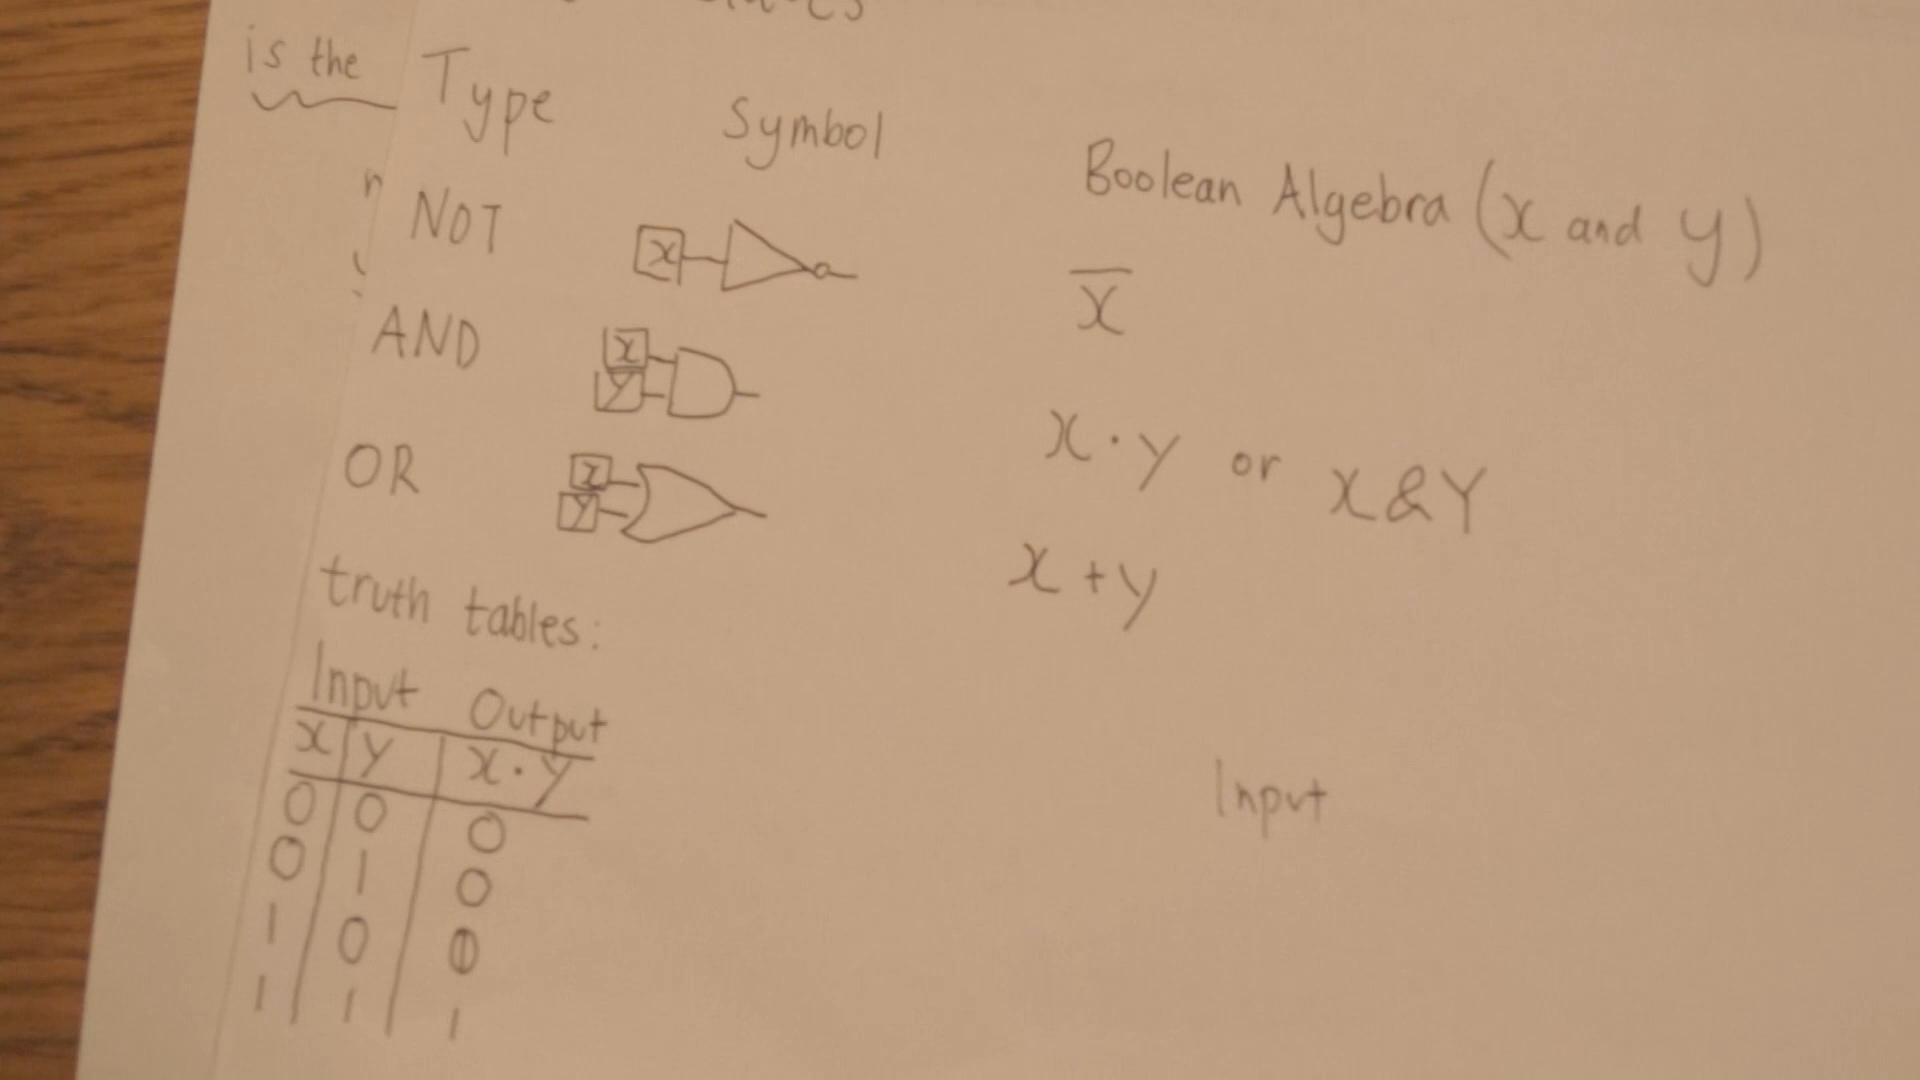 is the
Type Symbol Boolean Algebra (x and y)
NOT x x̅
AND x y x·y or x&Y
OR x y x+y
truth tables:
Input Output
x y x·y
0 0 0
0 1 0 Input
1 0 0
1 1 1